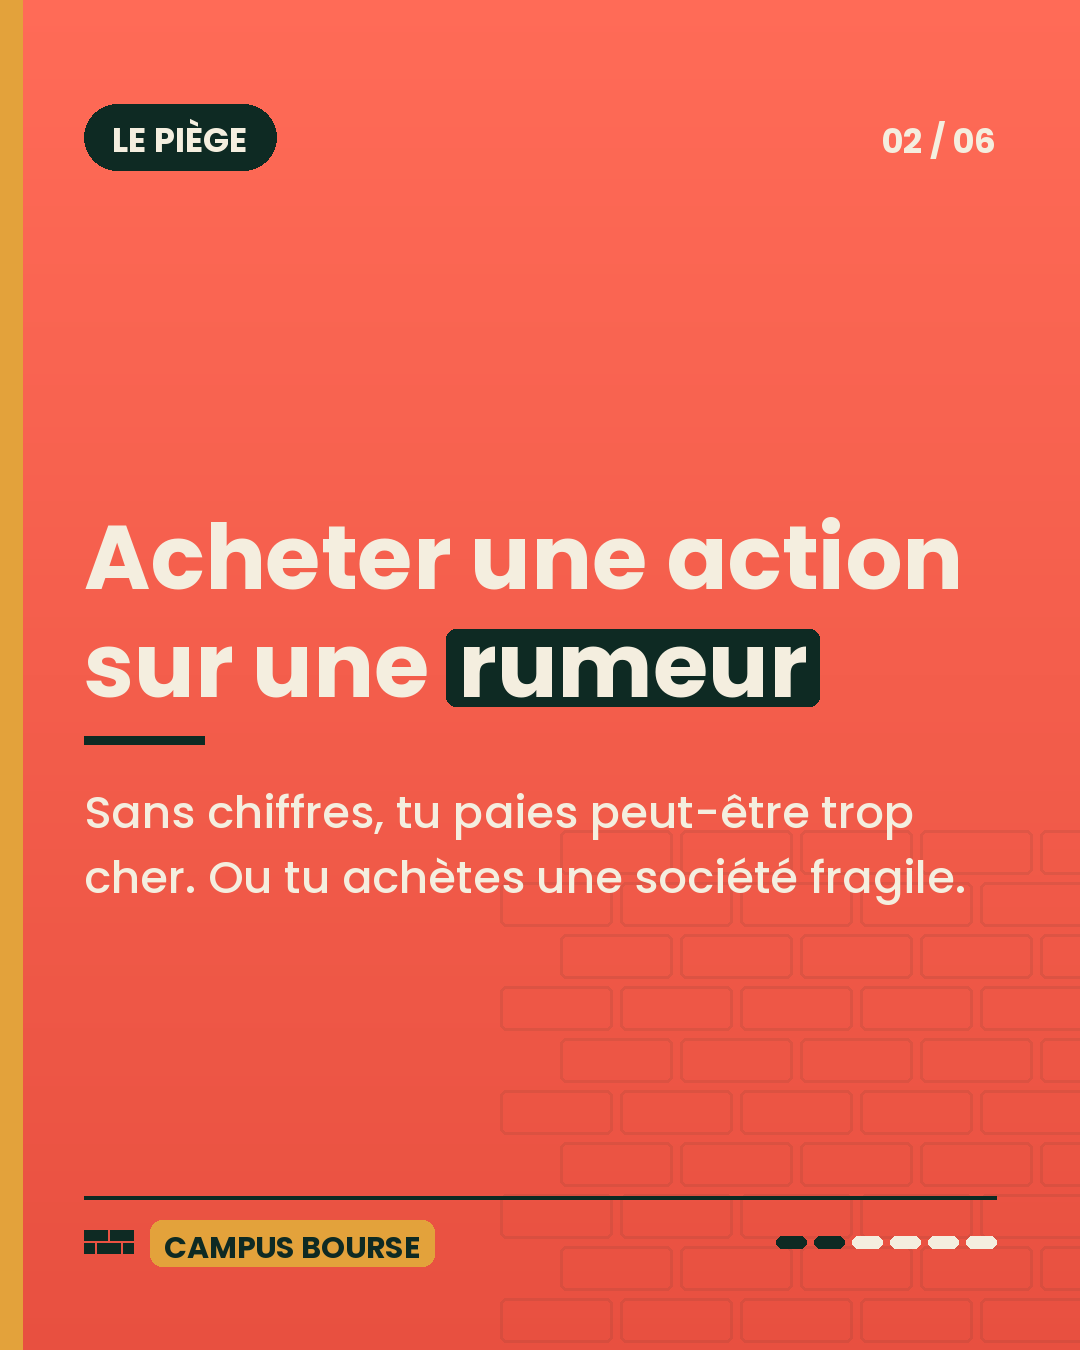 LE PIÈGE
02 / 06
Acheter une action
sur une rumeur
Sans chiffres, tu paies peut-être trop
cher. Ou tu achètes une société fragile.
CAMPUS BOURSE